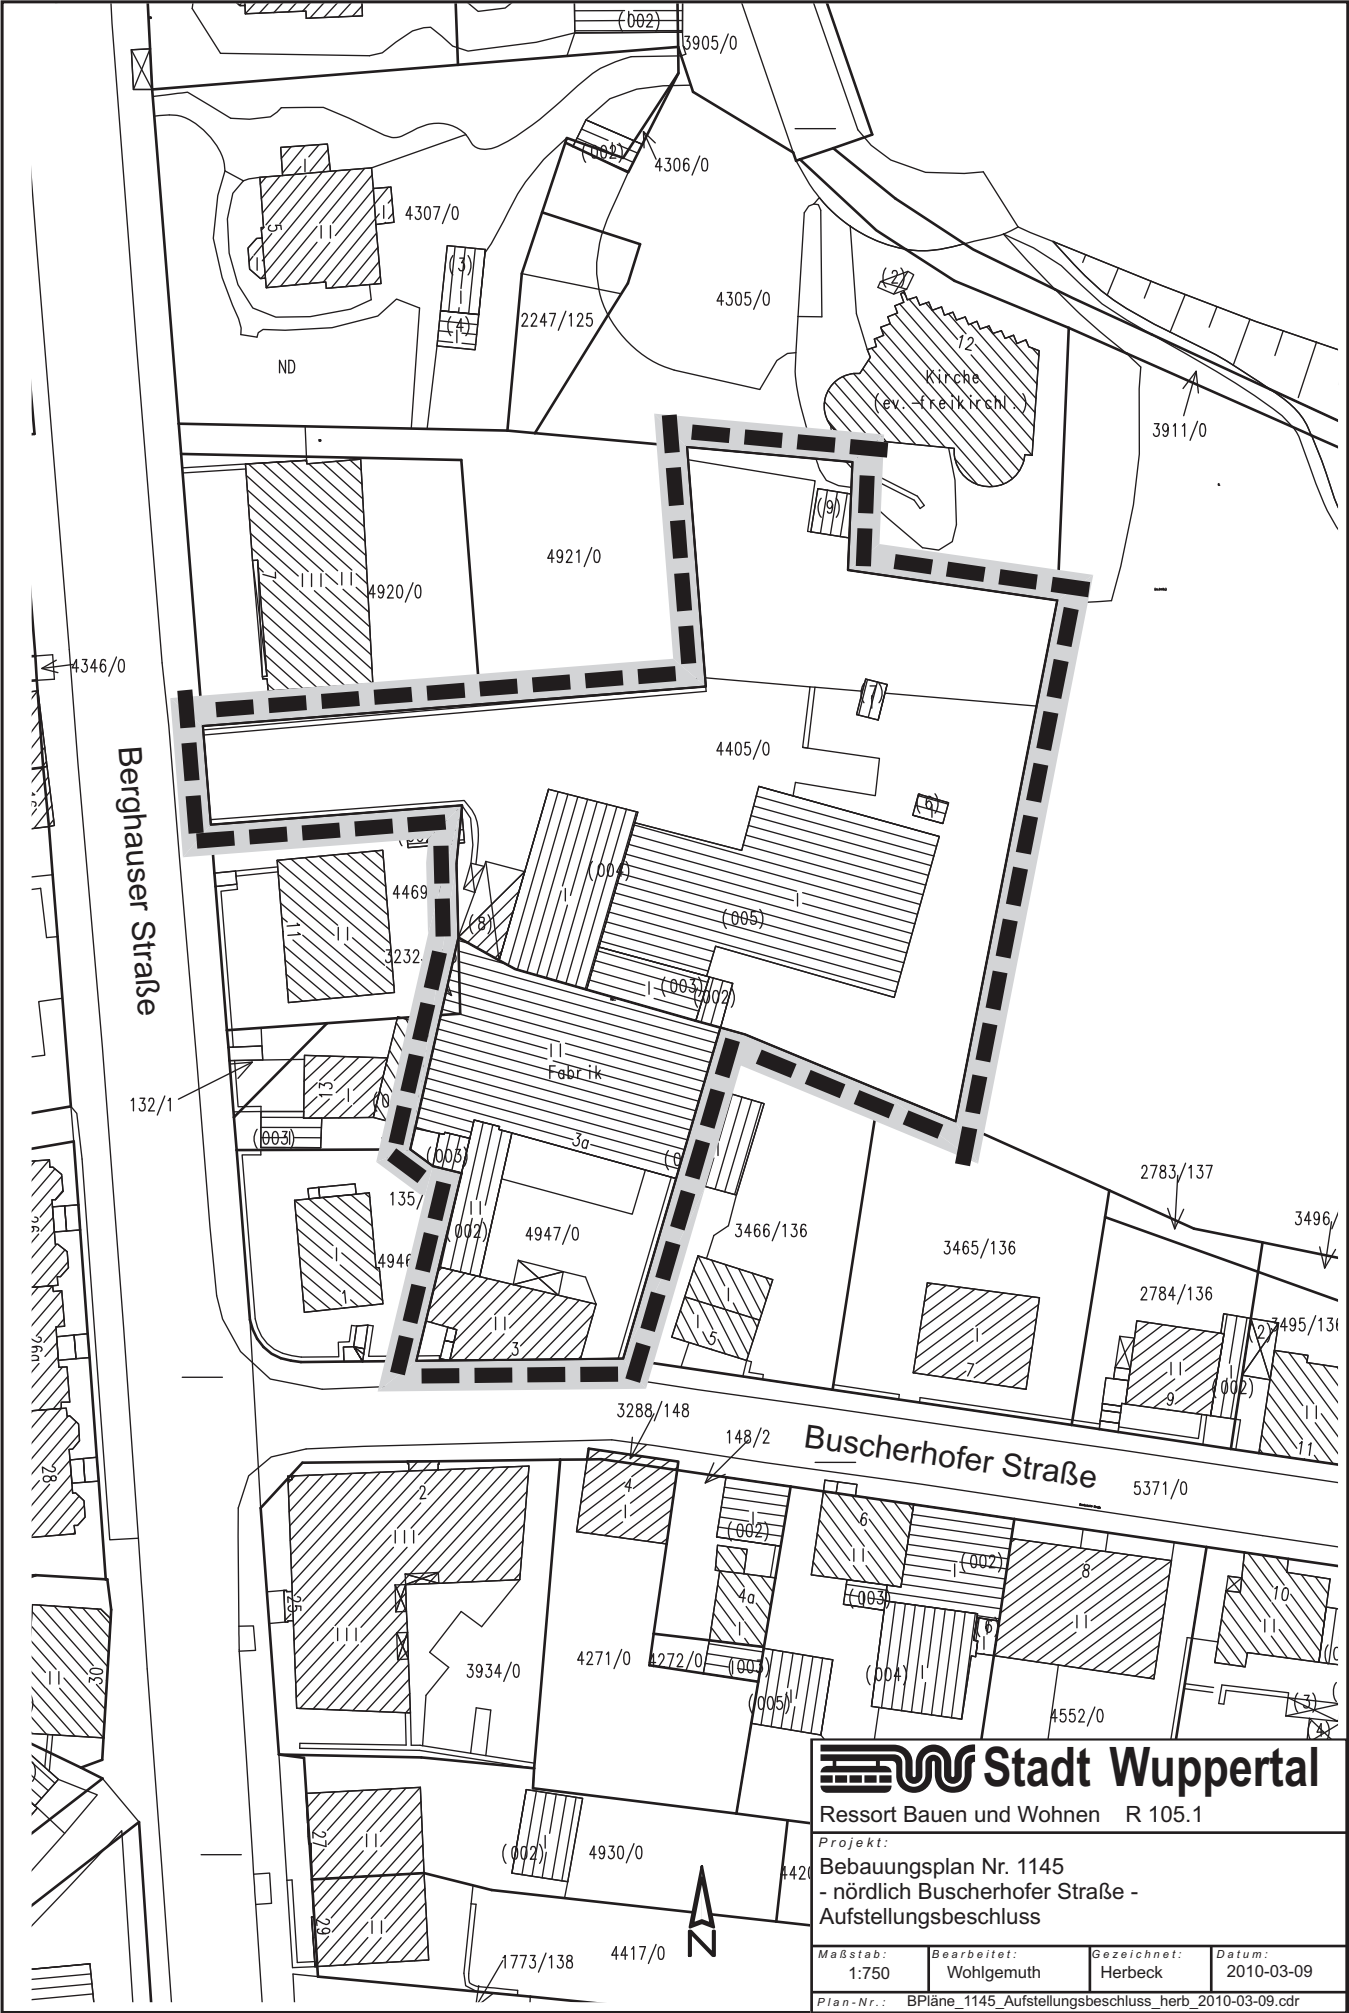 (002)
3905/0
(002)
4306/0
5
II
I
I
4307/0
(3)
I
(4)
I
2247/125
4305/0
(2)
12
Kirche
(ev.-freikirchl.)
ND
3911/0
7
III II
4920/0
4921/0
(9)
4346/0
(7)
4405/0
(6)
Berghauser Straße
(004)
I
I
(005)
(8)
4469
11
II
3232
I (003)
(002)
II
Fabrik
3a
13
I
132/1
(003)
(003)
135/
II
(002)
4947/0
4946
I
1
II
3
3466/136
I
I
5
3465/136
I
7
2783/137
3496/
2784/136
(2)
3495/136
II
9
I
(002)
II
11
Buscherhofer Straße
5371/0
3288/148
148/2
28
2
III
25
III
3934/0
4
I
I
(002)
4a
I
4271/0
4272/0
(003)
(005)
I
6
II
(003)
I
(002)
(004)
I
(6)
I
8
II
4552/0
10
II
(3)
(4)
II
30
27
II
29
II
(002)
I
4930/0
4420
N
1773/138
4417/0
Stadt Wuppertal
Ressort Bauen und Wohnen R 105.1
Projekt:
Bebauungsplan Nr. 1145
- nördlich Buscherhofer Straße -
Aufstellungsbeschluss
Maßstab: Bearbeitet: Gezeichnet: Datum:
1:750 Wohlgemuth Herbeck 2010-03-09
Plan-Nr.: BPläne_1145_Aufstellungsbeschluss_herb_2010-03-09.cdr